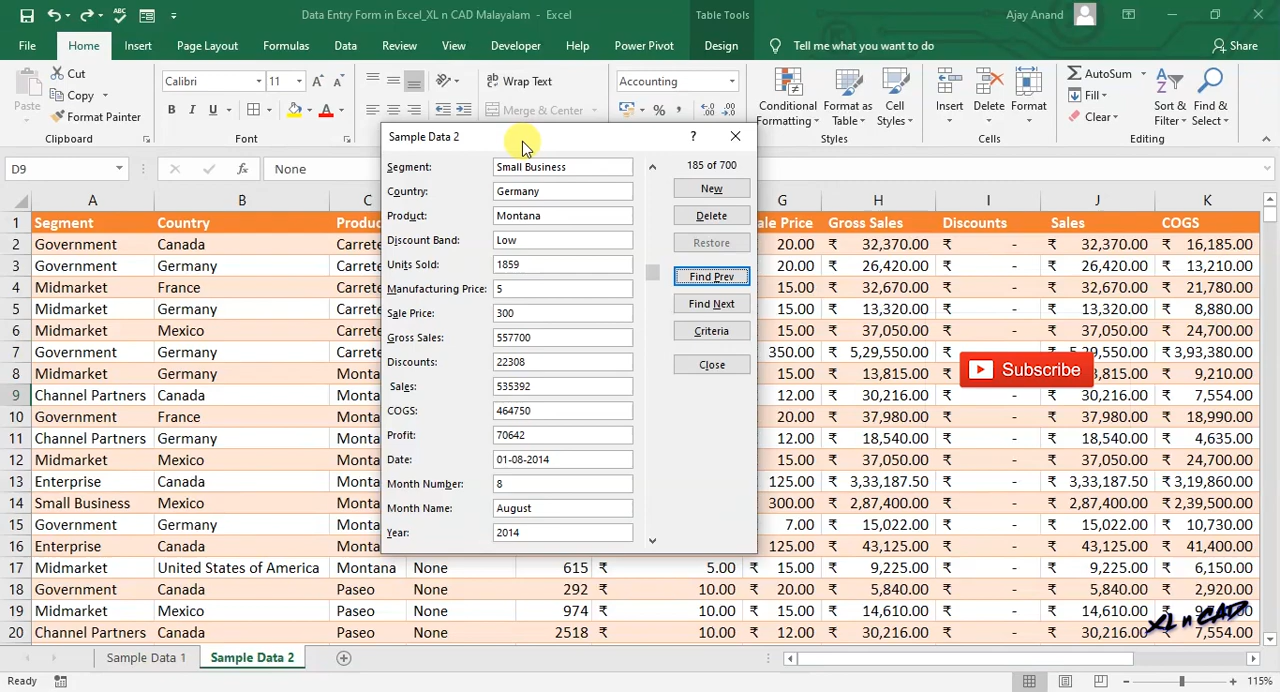 Data Entry Form in Excel_XL n CAD Malayalam - Excel
Table Tools
Ajay Anand
File Home Insert Page Layout Formulas Data Review View Developer Help Power Pivot Design Tell me what you want to do Share
Paste
Cut
Copy
Format Painter
Clipboard
Calibri 11
B I U
Font
Wrap Text
Merge & Center
Accounting
Conditional Formatting
Format as Table
Cell Styles
Styles
Insert Delete Format
Cells
AutoSum
Fill
Clear
Sort & Filter
Find & Select
Editing
D9 fx None
Sample Data 2 ?
Segment: Small Business
Country: Germany
Product: Montana
Discount Band: Low
Units Sold: 1859
Manufacturing Price: 5
Sale Price: 300
Gross Sales: 557700
Discounts: 22308
Sales: 535392
COGS: 464750
Profit: 70642
Date: 01-08-2014
Month Number: 8
Month Name: August
Year: 2014
185 of 700
New
Delete
Restore
Find Prev
Find Next
Criteria
Close
A B C G H I J K
1 Segment Country Produc ale Price Gross Sales Discounts Sales COGS
2 Government Canada Carrete 20.00 ₹ 32,370.00 ₹ - ₹ 32,370.00 ₹ 16,185.00
3 Government Germany Carrete 20.00 ₹ 26,420.00 ₹ - ₹ 26,420.00 ₹ 13,210.00
4 Midmarket France Carrete 15.00 ₹ 32,670.00 ₹ - ₹ 32,670.00 ₹ 21,780.00
5 Midmarket Germany Carrete 15.00 ₹ 13,320.00 ₹ - ₹ 13,320.00 ₹ 8,880.00
6 Midmarket Mexico Carrete 15.00 ₹ 37,050.00 ₹ - ₹ 37,050.00 ₹ 24,700.00
7 Government Germany Carrete 350.00 ₹ 5,29,550.00 ₹ 5,29,550.00 ₹ 3,93,380.00
8 Midmarket Germany Monta 15.00 ₹ 13,815.00 ₹ 3,815.00 ₹ 9,210.00
9 Channel Partners Canada Monta 12.00 ₹ 30,216.00 ₹ - ₹ 30,216.00 ₹ 7,554.00
10 Government France Monta 20.00 ₹ 37,980.00 ₹ - ₹ 37,980.00 ₹ 18,990.00
11 Channel Partners Germany Monta 12.00 ₹ 18,540.00 ₹ - ₹ 18,540.00 ₹ 4,635.00
12 Midmarket Mexico Monta 15.00 ₹ 37,050.00 ₹ - ₹ 37,050.00 ₹ 24,700.00
13 Enterprise Canada Monta 125.00 ₹ 3,33,187.50 ₹ - ₹ 3,33,187.50 ₹ 3,19,860.00
14 Small Business Mexico Monta 300.00 ₹ 2,87,400.00 ₹ - ₹ 2,87,400.00 ₹ 2,39,500.00
15 Government Germany Monta 7.00 ₹ 15,022.00 ₹ - ₹ 15,022.00 ₹ 10,730.00
16 Enterprise Canada Monta 125.00 ₹ 43,125.00 ₹ - ₹ 43,125.00 ₹ 41,400.00
17 Midmarket United States of America Montana None 615 ₹ 5.00 ₹ 15.00 ₹ 9,225.00 ₹ - ₹ 9,225.00 ₹ 6,150.00
18 Government Canada Paseo None 292 ₹ 10.00 ₹ 20.00 ₹ 5,840.00 ₹ - ₹ 5,840.00 ₹ 2,920.00
19 Midmarket Mexico Paseo None 974 ₹ 10.00 ₹ 15.00 ₹ 14,610.00 ₹ - ₹ 14,610.00 ₹
20 Channel Partners Canada Paseo None 2518 ₹ 10.00 ₹ 12.00 ₹ 30,216.00 ₹ - ₹ 30,216.00 ₹ 7,554.00
Subscribe
XL n CAD
Sample Data 1 Sample Data 2
Ready 115%